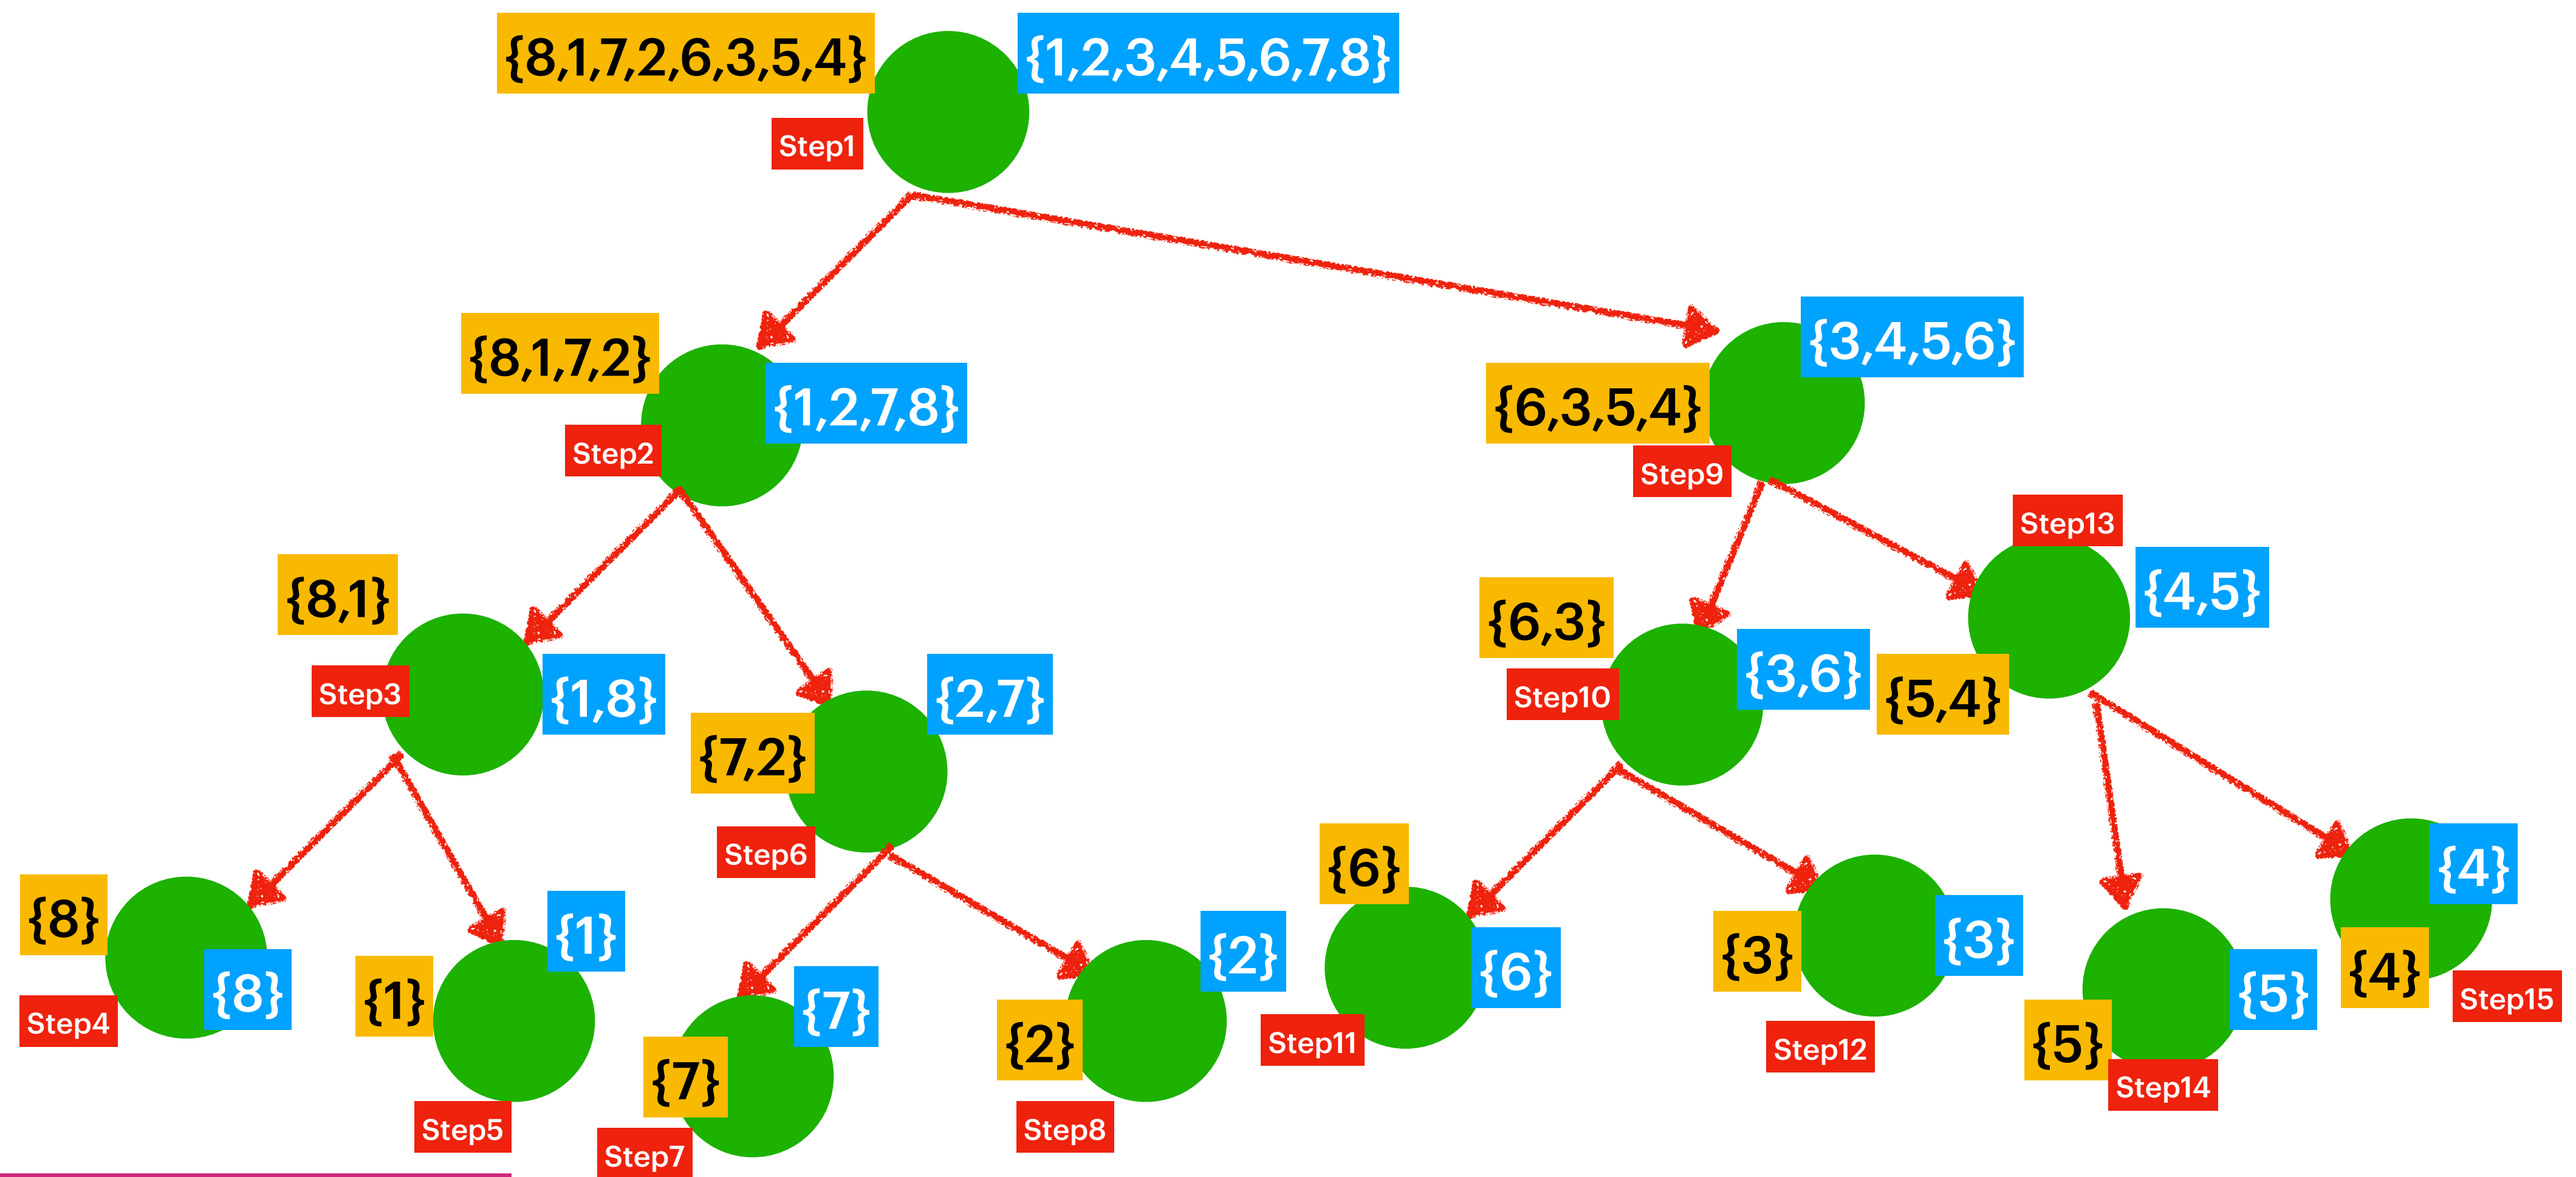 {8,1,7,2,6,3,5,4}
{1,2,3,4,5,6,7,8}
Step1
{8,1,7,2}
{1,2,7,8}
Step2
{3,4,5,6}
{6,3,5,4}
Step9
{8,1}
Step3
{1,8}
{2,7}
{7,2}
Step6
{6,3}
Step10
{3,6}
Step13
{4,5}
{5,4}
{8}
{8}
Step4
{1}
{1}
Step5
{7}
{7}
Step7
{2}
{2}
Step8
{6}
{6}
Step11
{3}
{3}
Step12
{5}
{5}
Step14
{4}
{4}
Step15